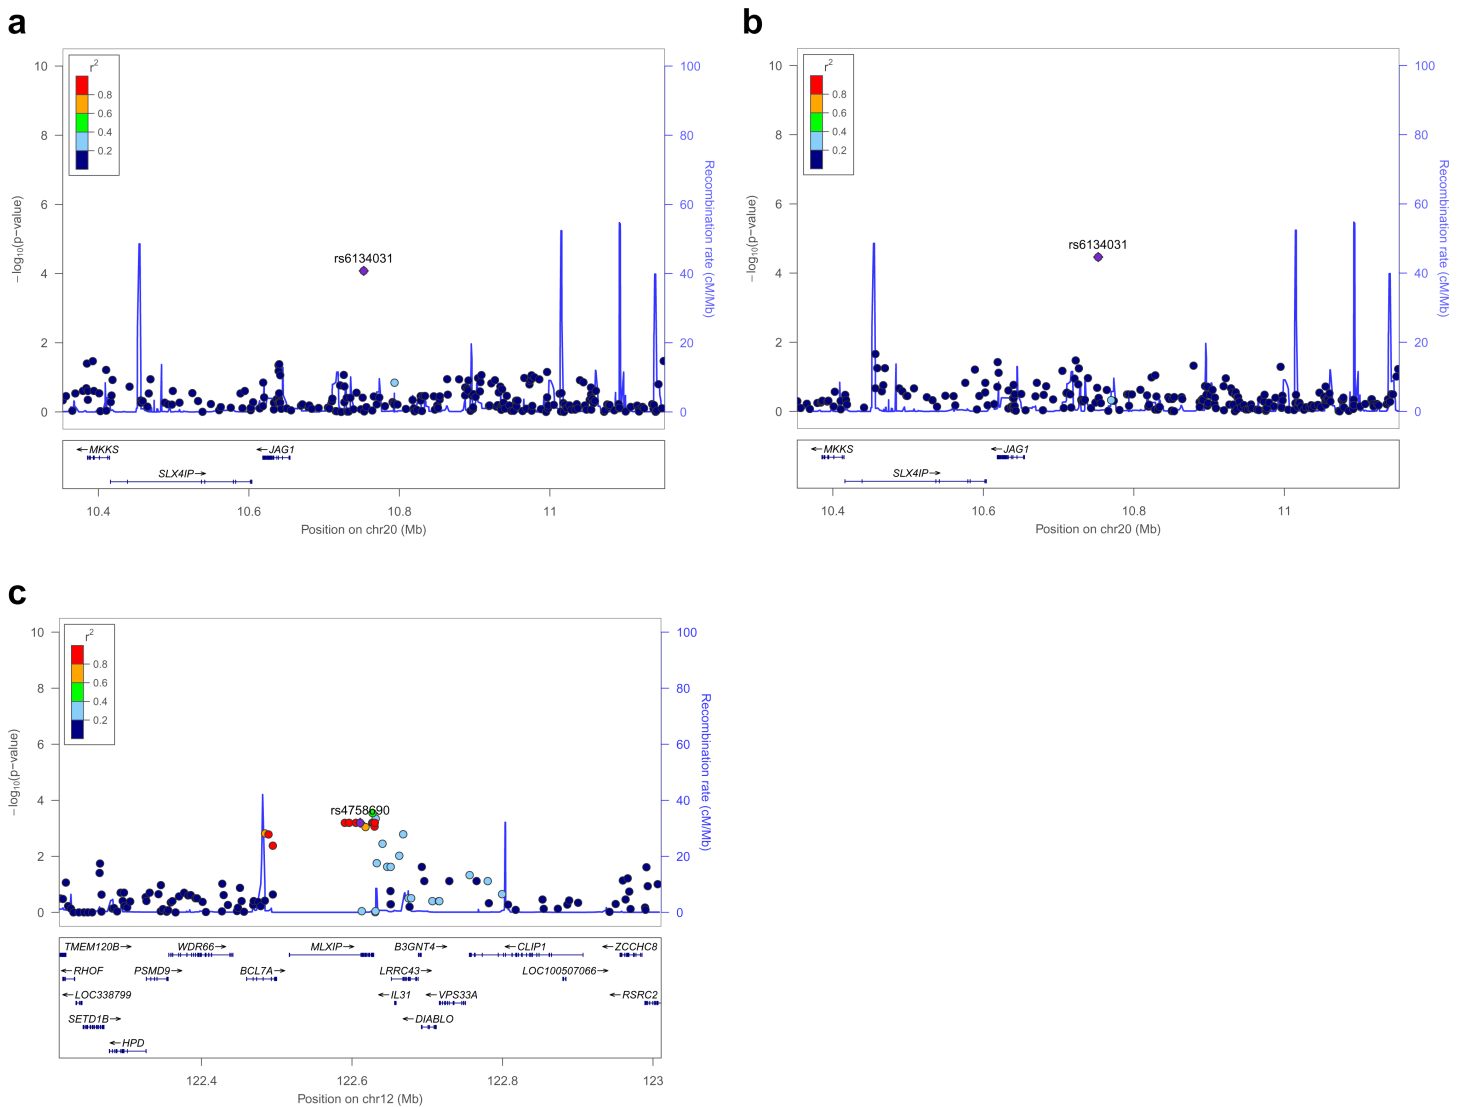 a
r2
0.8
0.6
0.4
0.2
10
8
6
4
2
0
−log10(p−value)
100
80
60
40
20
0
Recombination rate (cM/Mb)
rs6134031
←MKKS
←JAG1
SLX4IP→
10.4
10.6
10.8
11
Position on chr20 (Mb)
b
r2
0.8
0.6
0.4
0.2
10
8
6
4
2
0
−log10(p−value)
100
80
60
40
20
0
Recombination rate (cM/Mb)
rs6134031
←MKKS
←JAG1
SLX4IP→
10.4
10.6
10.8
11
Position on chr20 (Mb)
c
r2
0.8
0.6
0.4
0.2
10
8
6
4
2
0
−log10(p−value)
100
80
60
40
20
0
Recombination rate (cM/Mb)
rs4758690
TMEM120B→ WDR66→ MLXIP→ B3GNT4→ ←CLIP1 ←ZCCHC8
←RHOF PSMD9→ BCL7A→ LRRC43→ LOC100507066→
←LOC338799 ←IL31 ←VPS33A ←RSRC2
SETD1B→ ←DIABLO
←HPD
122.4
122.6
122.8
123
Position on chr12 (Mb)